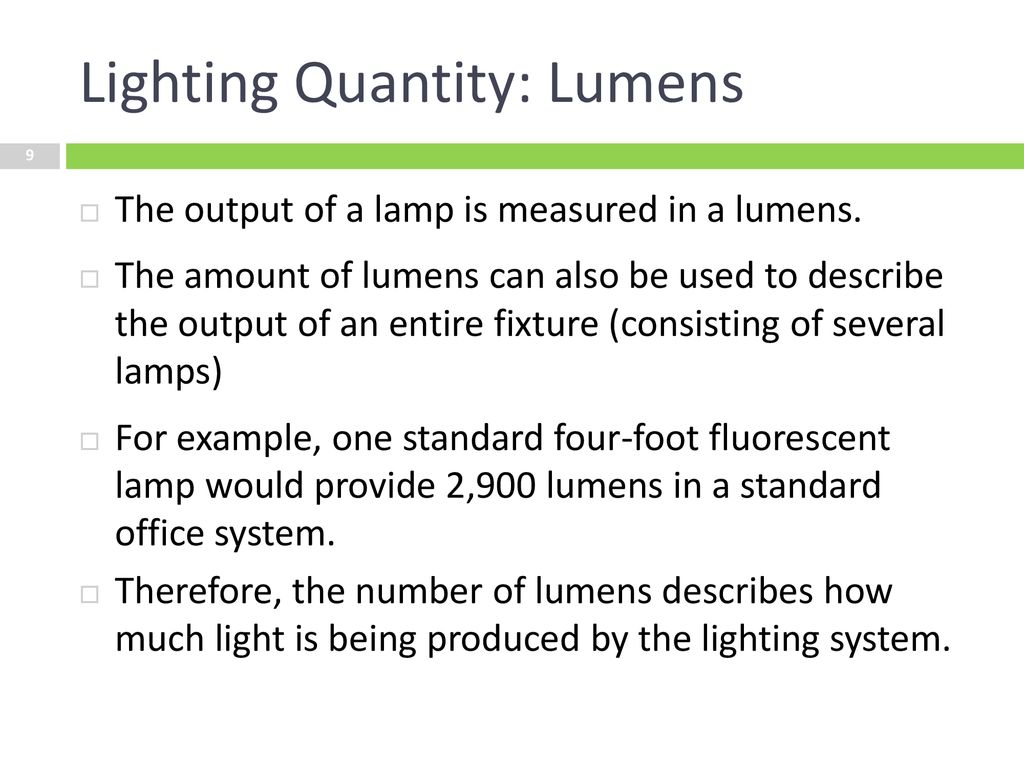 Lighting Quantity: Lumens
9
The output of a lamp is measured in a lumens.
The amount of lumens can also be used to describe
the output of an entire fixture (consisting of several
lamps)
For example, one standard four-foot fluorescent
lamp would provide 2,900 lumens in a standard
office system.
Therefore, the number of lumens describes how
much light is being produced by the lighting system.